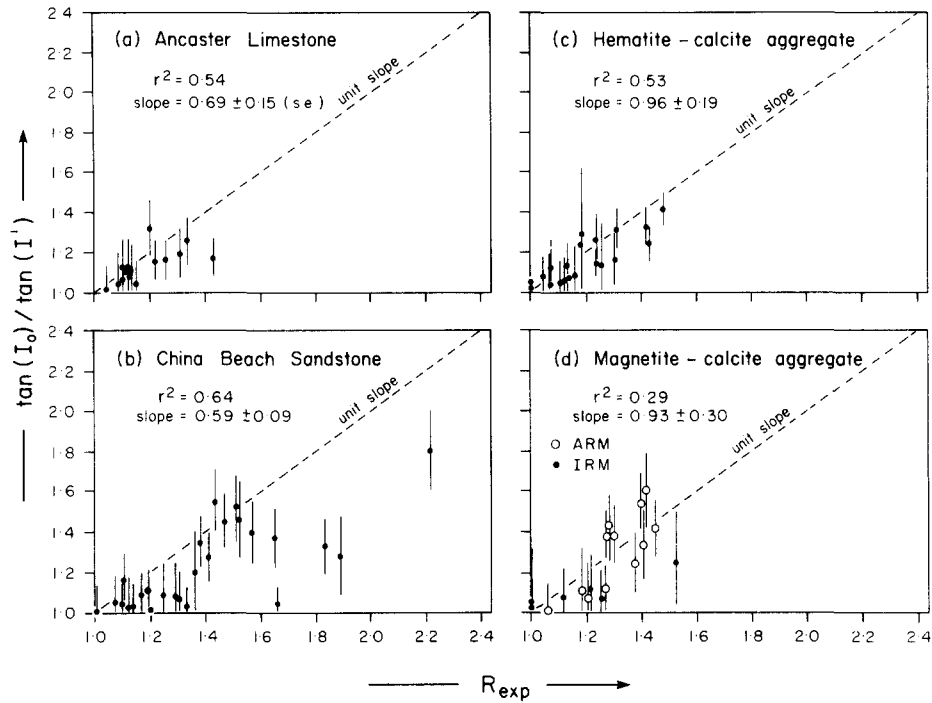 (a) Ancaster Limestone
r² = 0·54
slope = 0·69 ± 0·15 (se)
unit slope
2·4
2·2
2·0
1·8
1·6
1·4
1·2
1·0
(c) Hematite – calcite aggregate
r² = 0·53
slope = 0·96 ± 0·19
unit slope
tan (I₀) / tan (I')
(b) China Beach Sandstone
r² = 0·64
slope = 0·59 ± 0·09
unit slope
2·4
2·2
2·0
1·8
1·6
1·4
1·2
1·0
1·0 1·2 1·4 1·6 1·8 2·0 2·2 2·4
(d) Magnetite – calcite aggregate
r² = 0·29
slope = 0·93 ± 0·30
ARM
IRM
unit slope
1·0 1·2 1·4 1·6 1·8 2·0 2·2 2·4
R exp